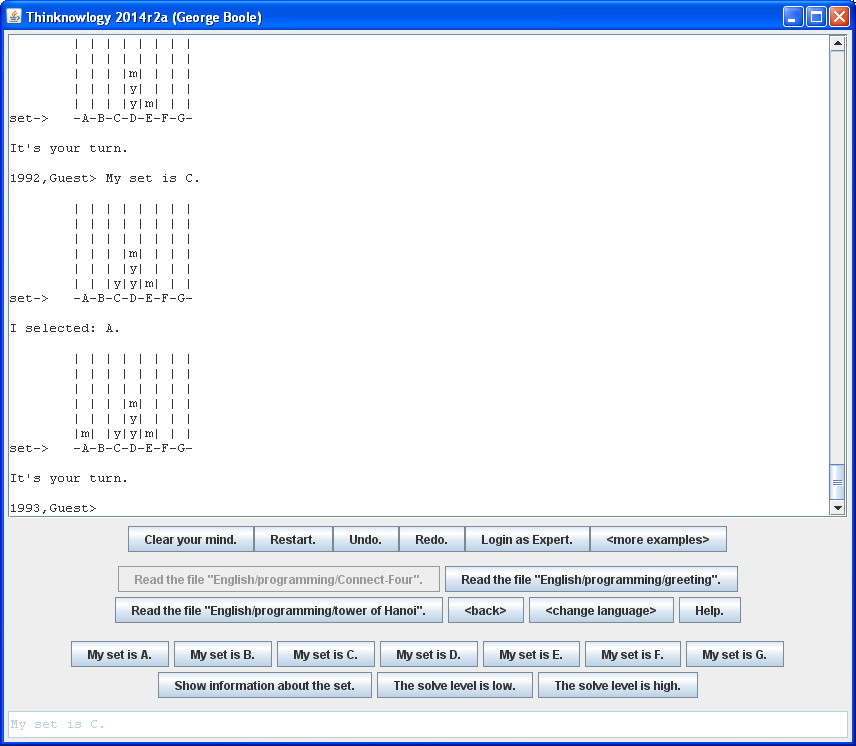 Thinknowlogy 2014r2a (George Boole)
| | | | | | | |
| | | | | | | |
| | | |m| | | |
| | | |y| | | |
| | | |y|m| | |
set-> -A-B-C-D-E-F-G-
It's your turn.
1992,Guest> My set is C.
| | | | | | | |
| | | | | | | |
| | | | | | | |
| | | |m| | | |
| | | |y| | | |
| | |y|y|m| | |
set-> -A-B-C-D-E-F-G-
I selected: A.
| | | | | | | |
| | | | | | | |
| | | | | | | |
| | | |m| | | |
| | | |y| | | |
|m| |y|y|m| | |
set-> -A-B-C-D-E-F-G-
It's your turn.
1993,Guest>
Clear your mind. Restart. Undo. Redo. Login as Expert. <more examples>
Read the file "English/programming/Connect-Four". Read the file "English/programming/greeting".
Read the file "English/programming/tower of Hanoi". <back> <change language> Help.
My set is A. My set is B. My set is C. My set is D. My set is E. My set is F. My set is G.
Show information about the set. The solve level is low. The solve level is high.
My set is C.